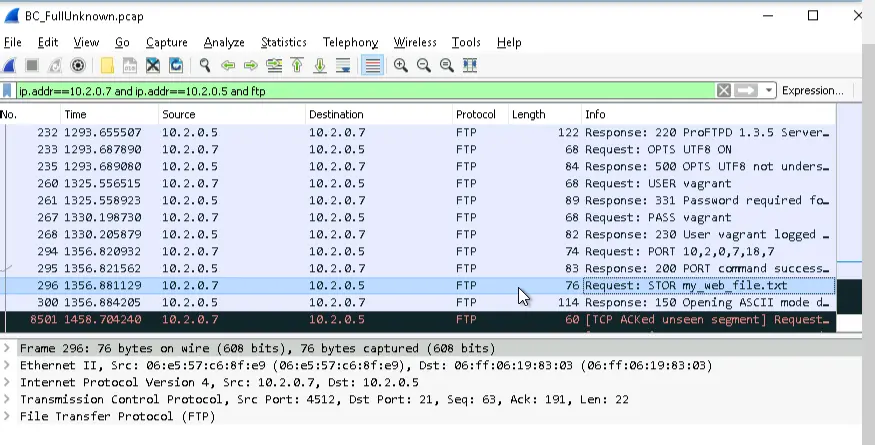 BC_FullUnknown.pcap
File Edit View Go Capture Analyze Statistics Telephony Wireless Tools Help
ip.addr==10.2.0.7 and ip.addr==10.2.0.5 and ftp Expression...
No. Time Source Destination Protocol Length Info
232 1293.655507 10.2.0.5 10.2.0.7 FTP 122 Response: 220 ProFTPD 1.3.5 Server…
233 1293.687890 10.2.0.7 10.2.0.5 FTP 68 Request: OPTS UTF8 ON
235 1293.689080 10.2.0.5 10.2.0.7 FTP 84 Response: 500 OPTS UTF8 not unders…
260 1325.556515 10.2.0.7 10.2.0.5 FTP 68 Request: USER vagrant
261 1325.558923 10.2.0.5 10.2.0.7 FTP 89 Response: 331 Password required fo…
267 1330.198730 10.2.0.7 10.2.0.5 FTP 68 Request: PASS vagrant
268 1330.205879 10.2.0.5 10.2.0.7 FTP 82 Response: 230 User vagrant logged …
294 1356.820932 10.2.0.7 10.2.0.5 FTP 74 Request: PORT 10,2,0,7,18,7
295 1356.821562 10.2.0.5 10.2.0.7 FTP 83 Response: 200 PORT command success…
296 1356.881129 10.2.0.7 10.2.0.5 FTP 76 Request: STOR my_web_file.txt
300 1356.884205 10.2.0.5 10.2.0.7 FTP 114 Response: 150 Opening ASCII mode d…
8501 1458.704240 10.2.0.7 10.2.0.5 FTP 60 [TCP ACKed unseen segment] Request…
Frame 296: 76 bytes on wire (608 bits), 76 bytes captured (608 bits)
Ethernet II, Src: 06:e5:57:c6:8f:e9 (06:e5:57:c6:8f:e9), Dst: 06:ff:06:19:83:03 (06:ff:06:19:83:03)
Internet Protocol Version 4, Src: 10.2.0.7, Dst: 10.2.0.5
Transmission Control Protocol, Src Port: 4512, Dst Port: 21, Seq: 63, Ack: 191, Len: 22
File Transfer Protocol (FTP)